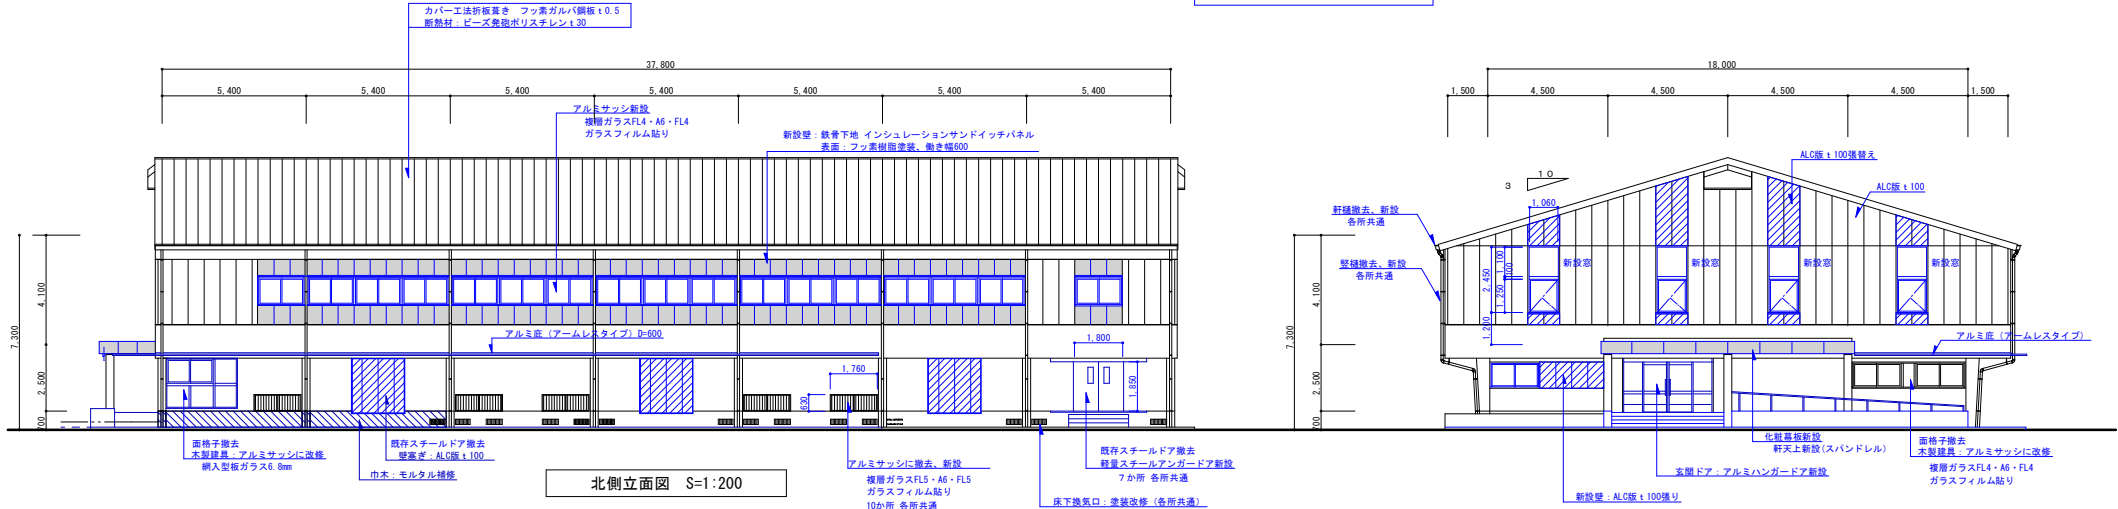 カバー工法折板葺き　フッ素ガルバ鋼板ｔ0.5
断熱材：ビーズ発砲ポリスチレンｔ30
37,800
5,400
5,400
5,400
5,400
5,400
5,400
5,400
アルミサッシ新設
複層ガラスFL4・A6・FL4
ガラスフィルム貼り
新設壁：鉄骨下地 インシュレーションサンドイッチパネル
表面：フッ素樹脂塗装、働き幅600
7,300
4,100
2,500
700
アルミ庇（アームレスタイプ）D=600
1,760
630
1,800
1,850
面格子撤去
木製建具：アルミサッシに改修
網入型板ガラス6.8mm
既存スチールドア撤去
壁塞ぎ：ALC版ｔ100
巾木：モルタル補修
アルミサッシに撤去、新設
複層ガラスFL5・A6・FL5
ガラスフィルム貼り
10か所 各所共通
既存スチールドア撤去
軽量スチールアンガードア新設
7か所 各所共通
床下換気口：塗装改修（各所共通）
北側立面図　S=1:200
18,000
1,500
4,500
4,500
4,500
4,500
1,500
10
3
ALC版ｔ100張替え
ALC版ｔ100
1,060
軒樋撤去、新設
各所共通
竪樋撤去、新設
各所共通
新設窓
新設窓
新設窓
新設窓
2,450
1,100
1,250
1,200
7,300
4,100
2,500
700
アルミ庇（アームレスタイプ）
化粧幕板新設
軒天上新設(スパンドレル)
玄関ドア：アルミハンガードア新設
新設壁：ALC版ｔ100張り
面格子撤去
木製建具：アルミサッシに改修
複層ガラスFL4・A6・FL4
ガラスフィルム貼り